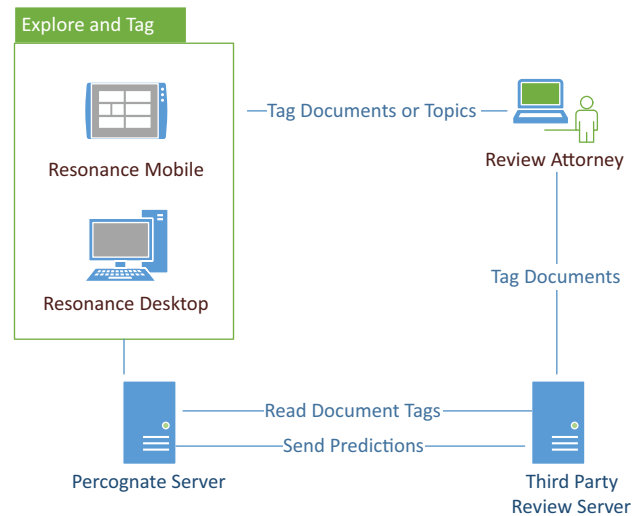 Explore and Tag
Tag Documents or Topics
Resonance Mobile
Review Attorney
Resonance Desktop
Tag Documents
Read Document Tags
Send Predictions
Percognate Server
Third Party
Review Server